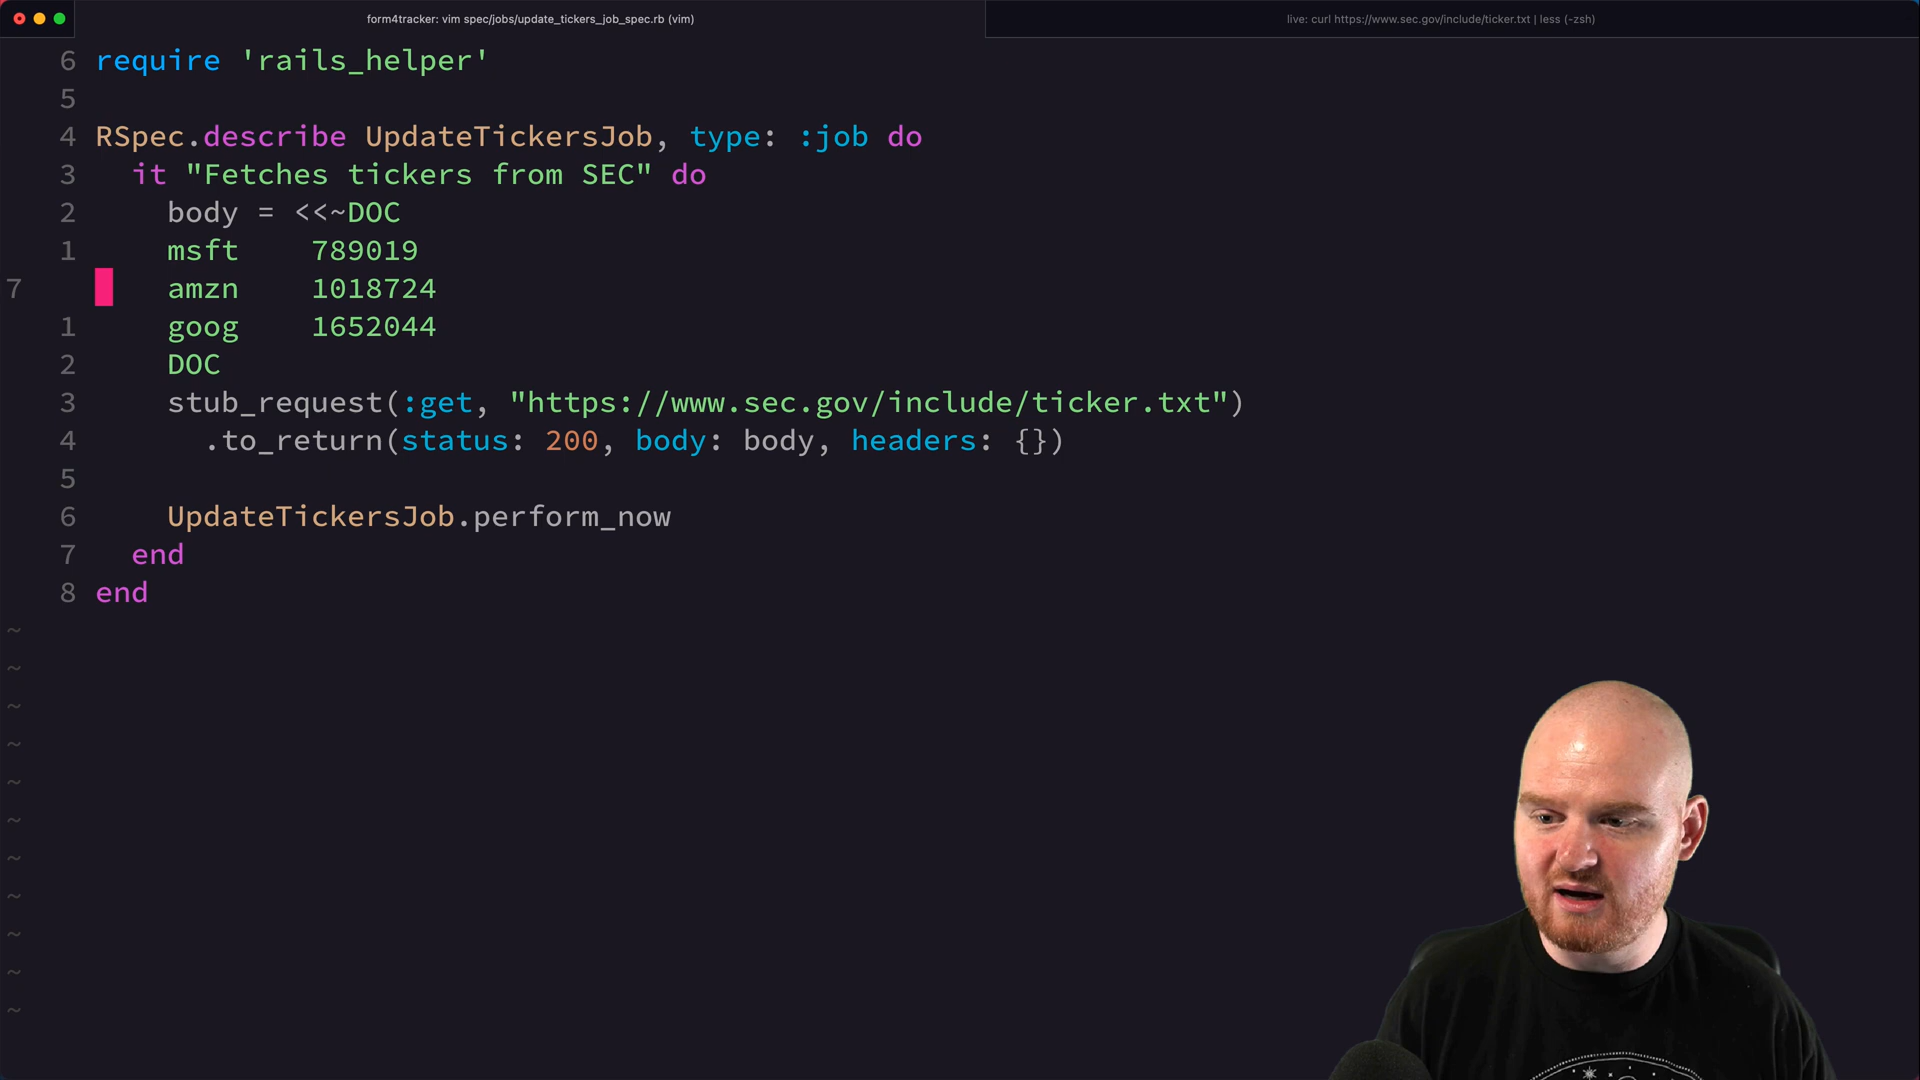 form4tracker: vim spec/jobs/update_tickers_job_spec.rb (vim)
live: curl https://www.sec.gov/include/ticker.txt | less (-zsh)
6 require 'rails_helper'
5
4 RSpec.describe UpdateTickersJob, type: :job do
3   it "Fetches tickers from SEC" do
2     body = <<~DOC
1     msft    789019
7     amzn    1018724
1     goog    1652044
2     DOC
3     stub_request(:get, "https://www.sec.gov/include/ticker.txt")
4       .to_return(status: 200, body: body, headers: {})
5
6     UpdateTickersJob.perform_now
7   end
8 end
~
~
~
~
~
~
~
~
~
~
~